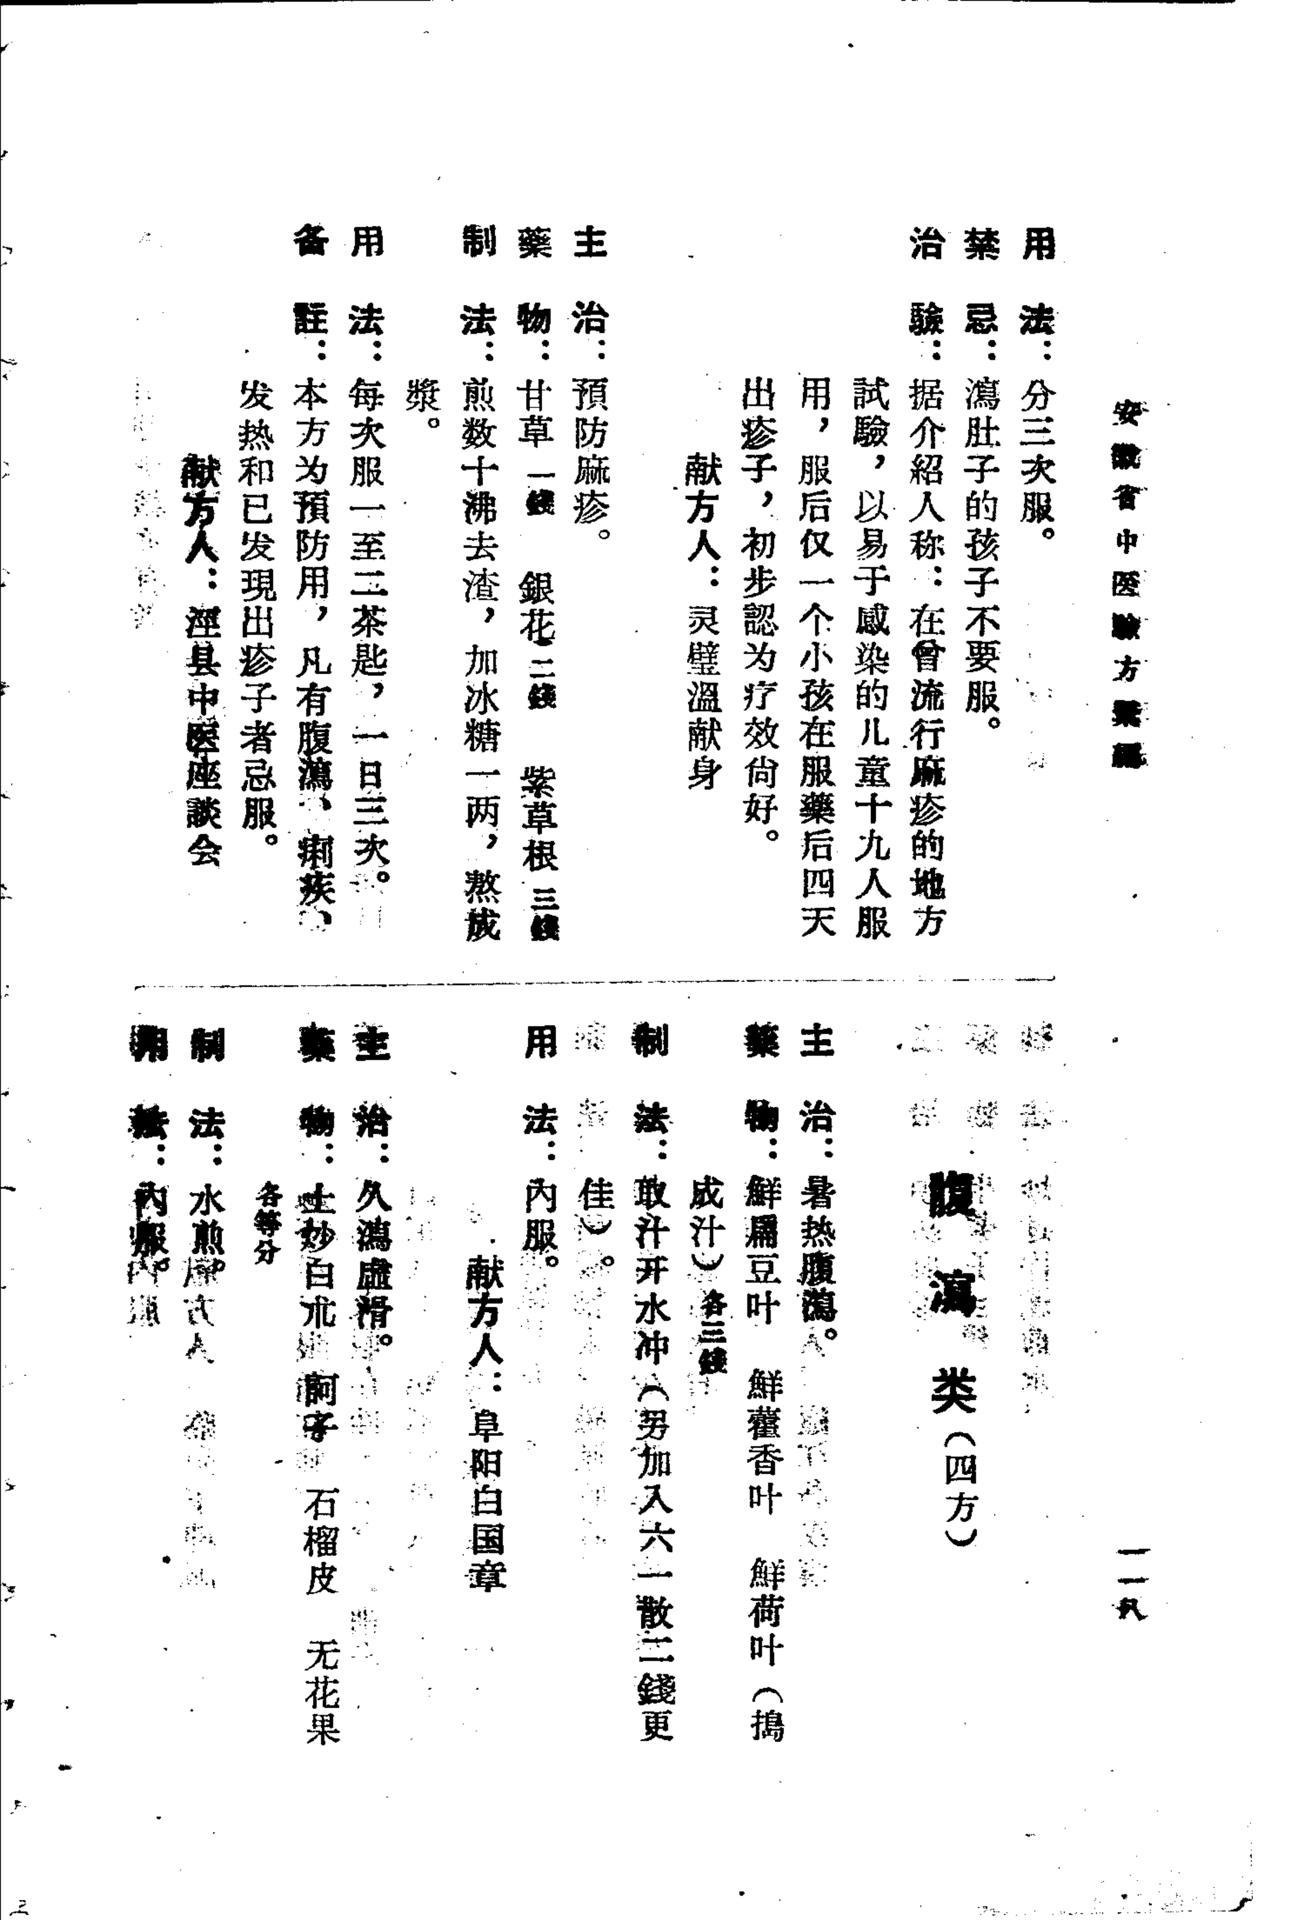 安徽省中医驗方彙編
一一八
用法：分三次服。
禁忌：瀉肚子的孩子不要服。
治驗：据介紹人称：在曾流行麻疹的地方
試驗，以易于感染的儿童十九人服
用，服后仅一个小孩在服藥后四天
出疹子，初步認为疗效尙好。
献方人：灵璧溫献身
主治：預防麻疹。
藥物：甘草一錢 銀花二錢 紫草根三錢
制法：煎数十沸去渣，加冰糖一两，熬成
漿。
用法：每次服一至二茶匙，一日三次。
备註：本方为預防用，凡有腹瀉、痢疾、
发热和已发現出疹子者忌服。
献方人：涇县中医座談会
腹瀉类（四方）
主治：暑热腹瀉。
藥物：鮮扁豆叶 鮮藿香叶 鮮荷叶（搗
成汁）各三錢
制法：取汁开水冲（另加入六一散二錢更
佳）。
用法：內服。
献方人：阜阳白国章
主治：久瀉虛滑。
藥物：土炒白朮 訶子 石榴皮 无花果
各等分
制法：水煎。
用法：內服。